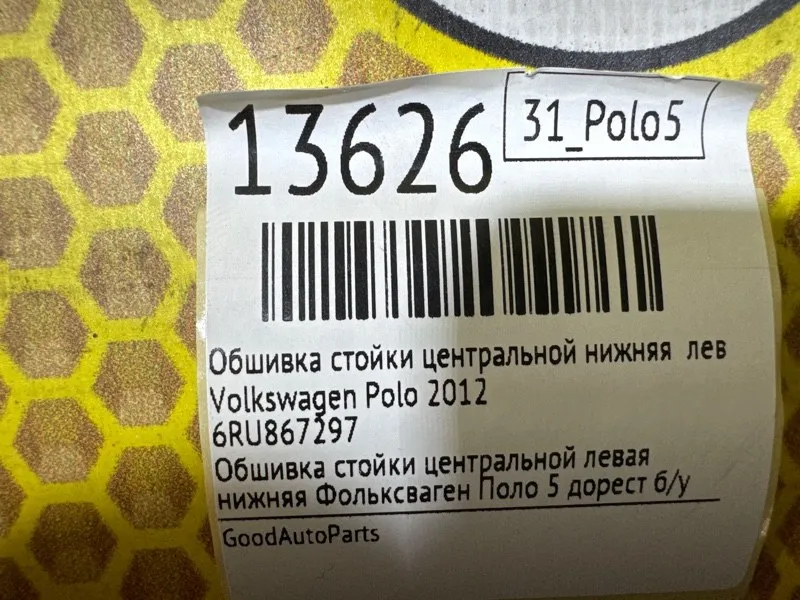 13626
31_Polo5
Обшивка стойки центральной нижняя лев
Volkswagen Polo 2012
6RU867297
Обшивка стойки центральной левая
нижняя Фольксваген Поло 5 дорест б/у
GoodAutoParts